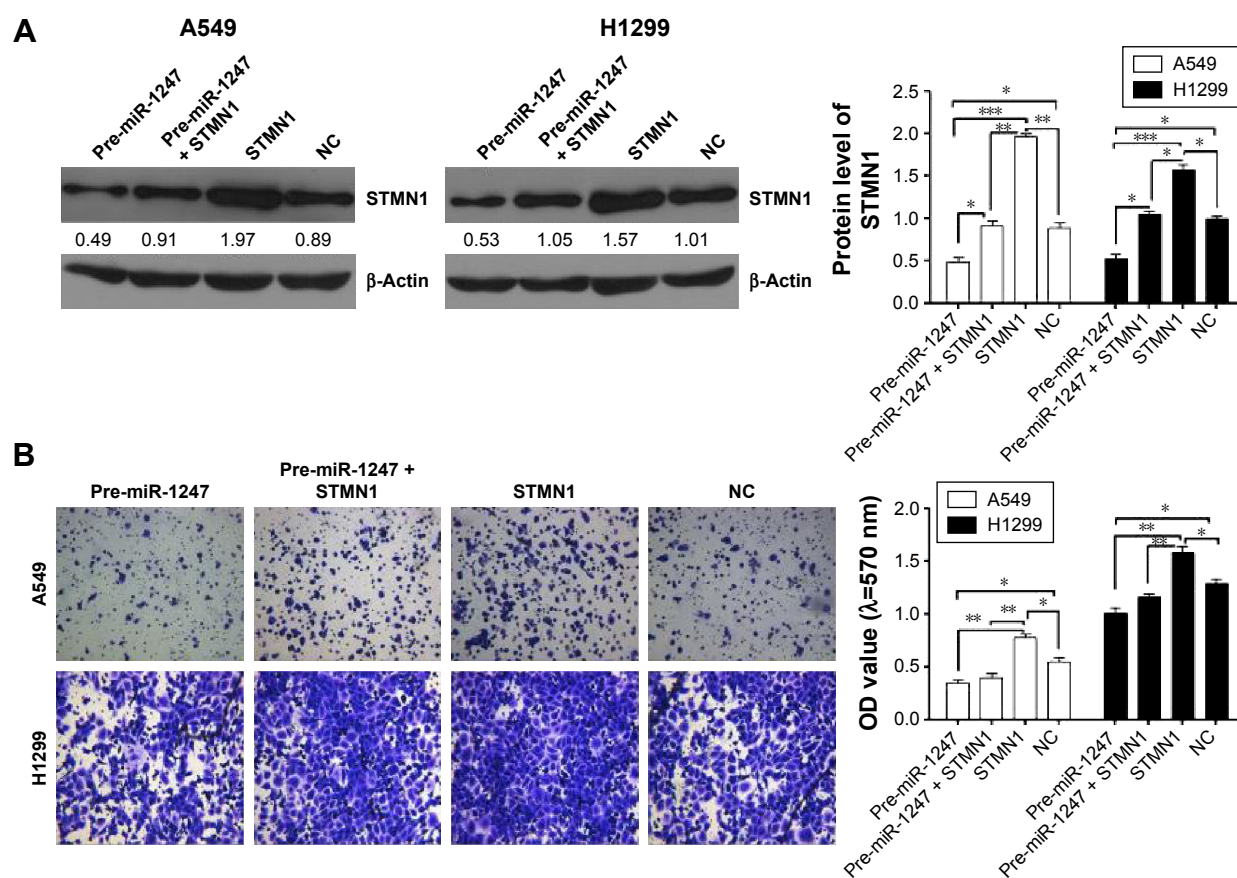 A
A549
H1299
Pre-miR-1247
Pre-miR-1247
+ STMN1
STMN1
NC
Pre-miR-1247
Pre-miR-1247
+ STMN1
STMN1
NC
STMN1
STMN1
0.49 0.91 1.97 0.89
0.53 1.05 1.57 1.01
β-Actin
β-Actin
A549
H1299
Protein level of
STMN1
2.5
2.0
1.5
1.0
0.5
0.0
*
***
**
**
*
*
***
*
*
*
Pre-miR-1247
Pre-miR-1247 + STMN1
STMN1
NC
Pre-miR-1247
Pre-miR-1247 + STMN1
STMN1
NC
B
Pre-miR-1247
Pre-miR-1247 +
STMN1
STMN1
NC
A549
H1299
A549
H1299
OD value (λ=570 nm)
2.0
1.5
1.0
0.5
0.0
*
**
**
*
*
**
**
*
Pre-miR-1247
Pre-miR-1247 + STMN1
STMN1
NC
Pre-miR-1247
Pre-miR-1247 + STMN1
STMN1
NC